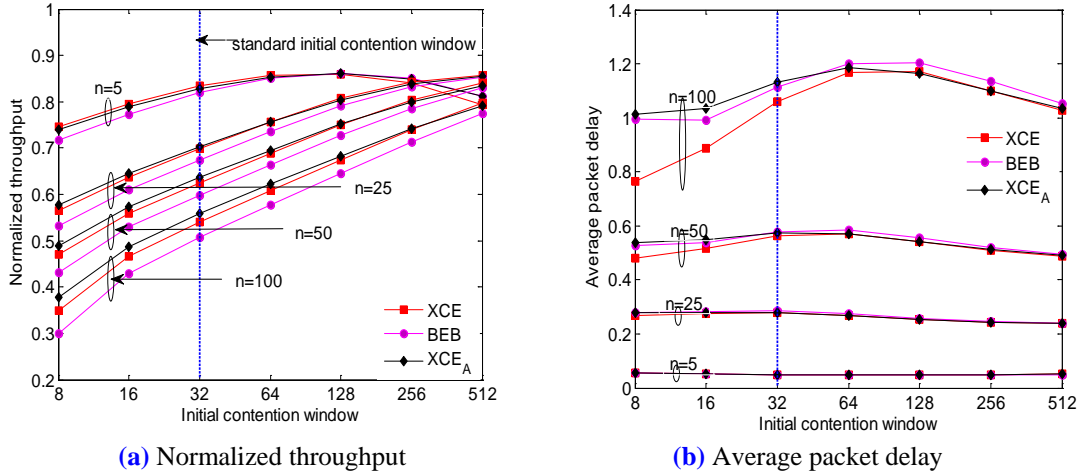 1
0.9
0.8
0.7
0.6
0.5
0.4
0.3
0.2
Normalized throughput
standard initial contention window
n=5
n=25
n=50
n=100
XCE
BEB
XCE_A
8 16 32 64 128 256 512
Initial contention window
(a) Normalized throughput
1.4
1.2
1
0.8
0.6
0.4
0.2
0
Average packet delay
n=100
n=50
n=25
n=5
XCE
BEB
XCE_A
8 16 32 64 128 256 512
Initial contention window
(b) Average packet delay